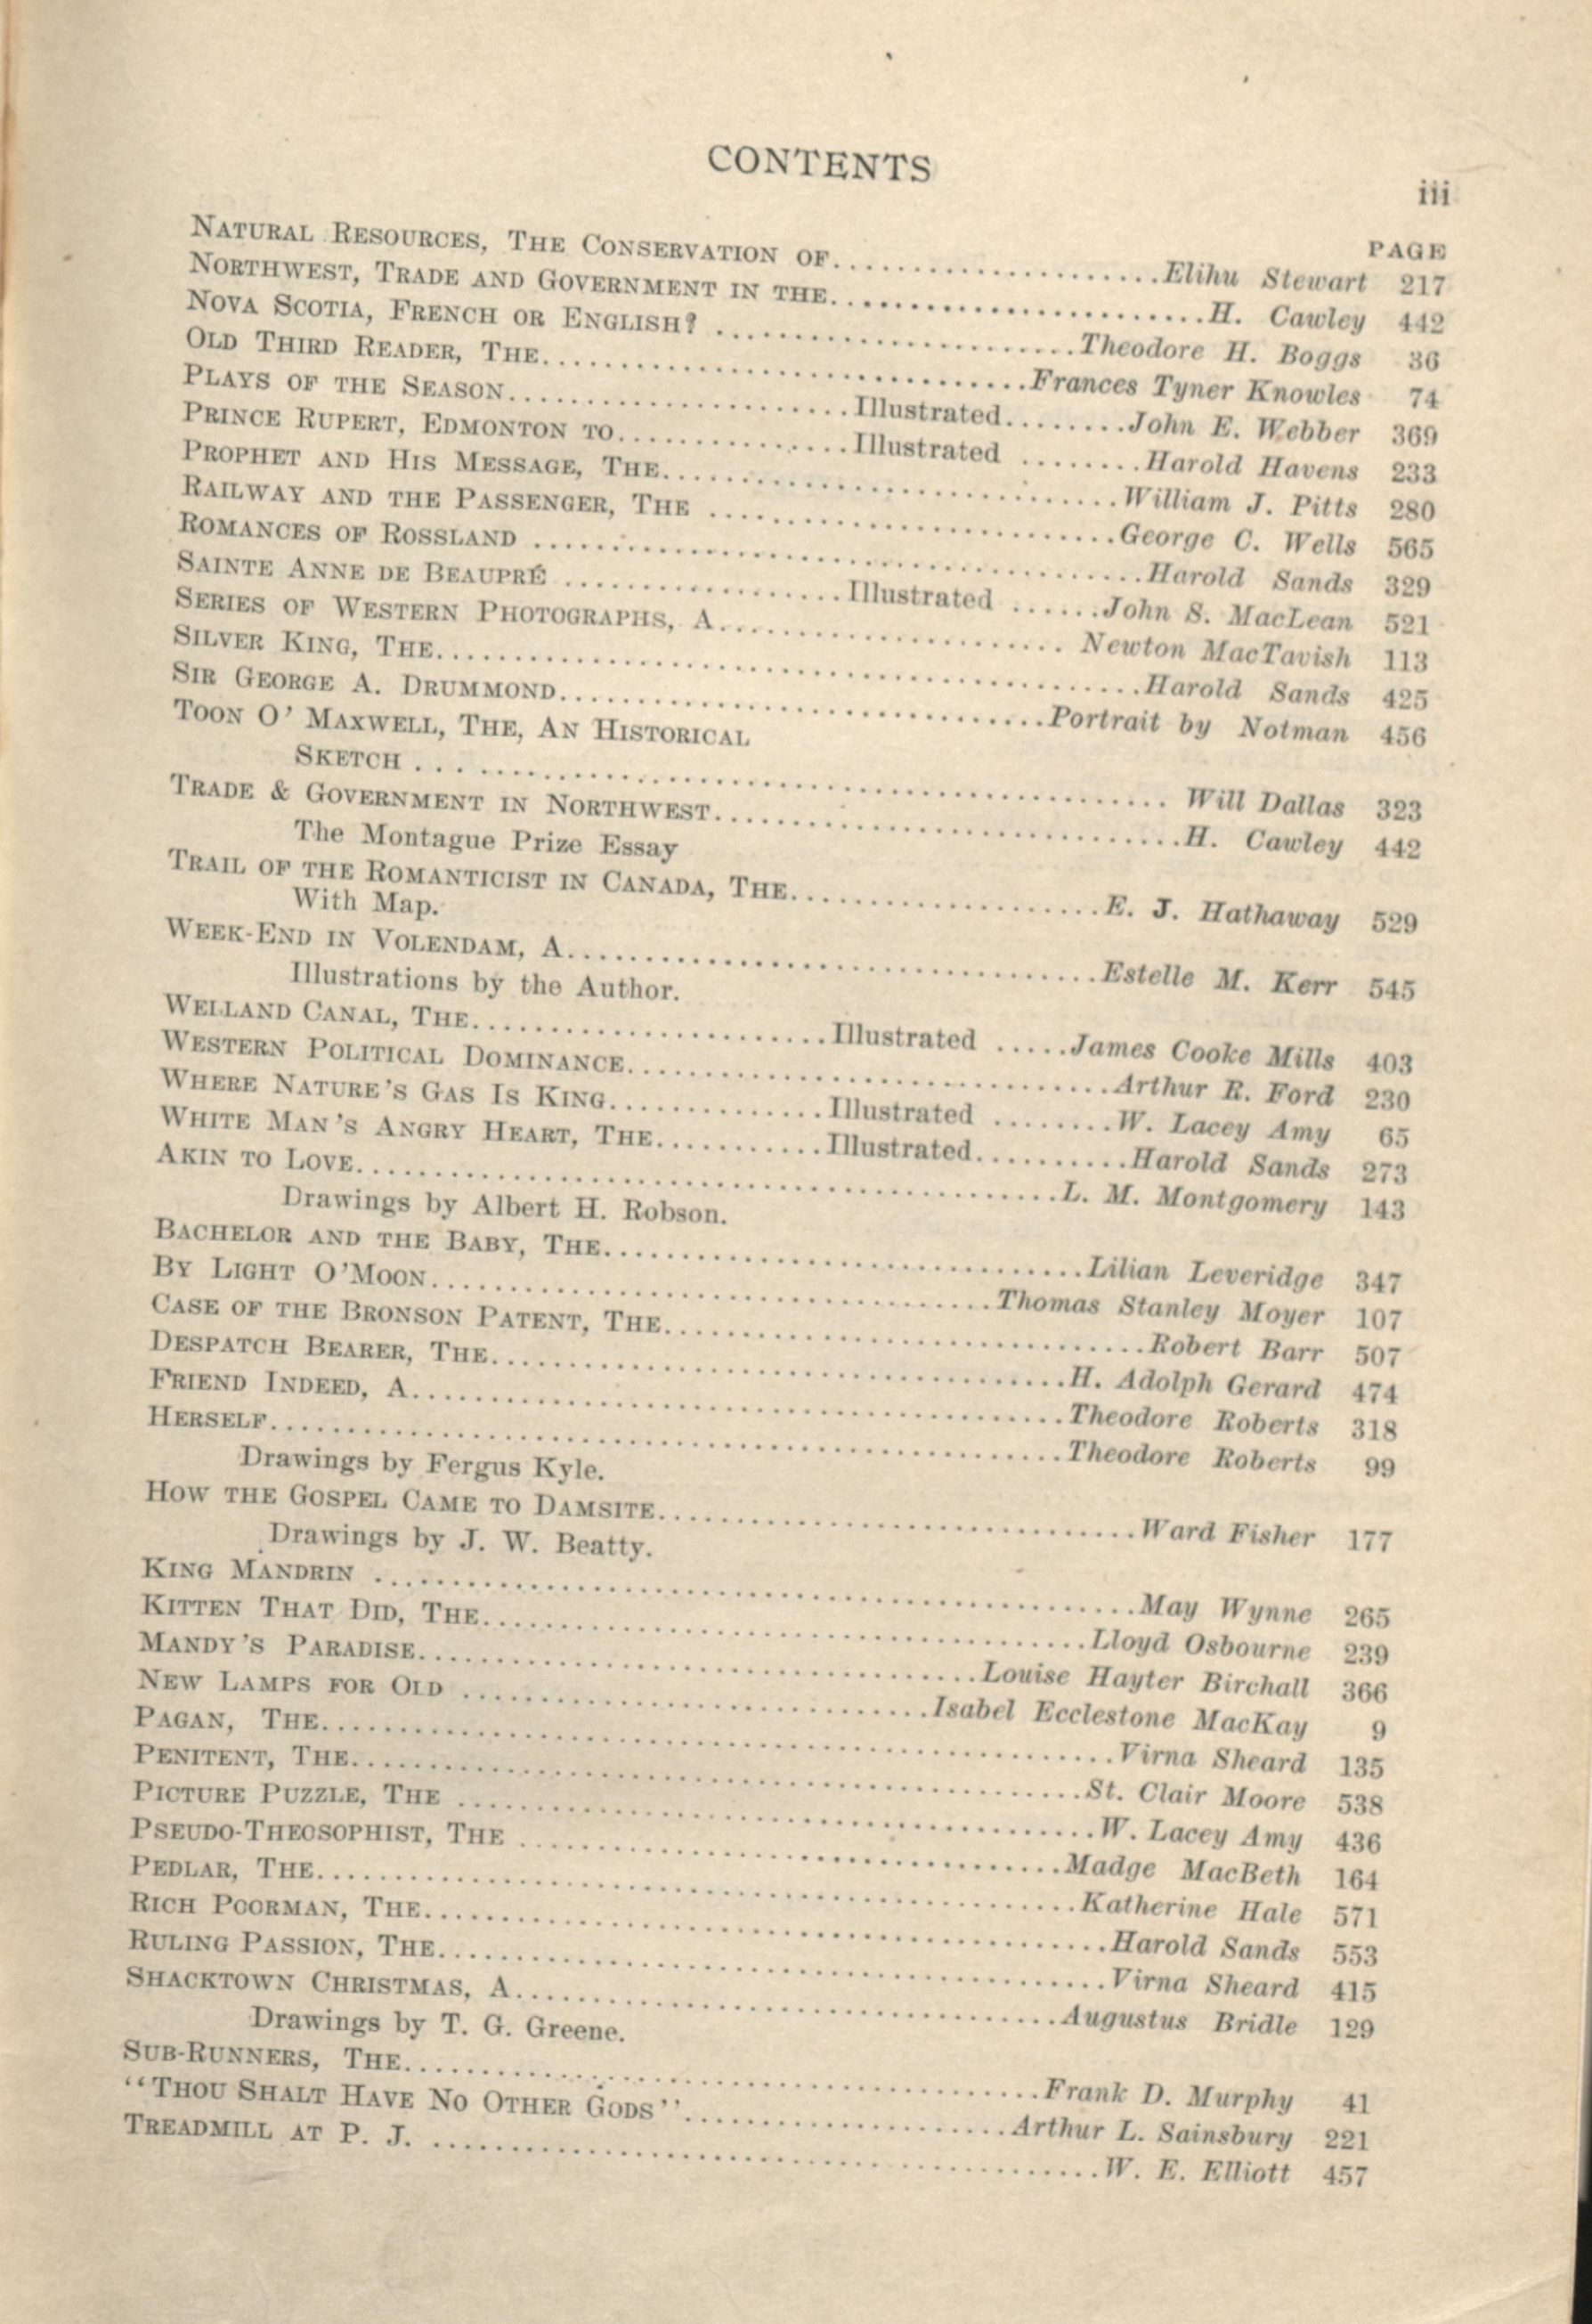 CONTENTS
iii
PAGE
NATURAL RESOURCES, THE CONSERVATION OF.....................Elihu Stewart 217
NORTHWEST, TRADE AND GOVERNMENT IN THE........................H. Cawley 442
NOVA SCOTIA, FRENCH OR ENGLISH? .......................Theodore H. Boggs 36
OLD THIRD READER, THE...............................Frances Tyner Knowles 74
PLAYS OF THE SEASON......................Illustrated........John E. Webber 369
PRINCE RUPERT, EDMONTON TO...............Illustrated ........Harold Havens 233
PROPHET AND HIS MESSAGE, THE.............................William J. Pitts 280
RAILWAY AND THE PASSENGER, THE ..........................George C. Wells 565
ROMANCES OF ROSSLAND .......................................Harold Sands 329
SAINTE ANNE DE BEAUPRÉ ..................Illustrated ......John S. MacLean 521
SERIES OF WESTERN PHOTOGRAPHS, A...................... Newton MacTavish 113
SILVER KING, THE.............................................Harold Sands 425
SIR GEORGE A. DRUMMOND...............................Portrait by Notman 456
TOON O' MAXWELL, THE, AN HISTORICAL
SKETCH ................................................ Will Dallas 323
TRADE & GOVERNMENT IN NORTHWEST..............................H. Cawley 442
The Montague Prize Essay
TRAIL OF THE ROMANTICIST IN CANADA, THE....................E. J. Hathaway 529
With Map.
WEEK-END IN VOLENDAM, A..................................Estelle M. Kerr 545
Illustrations by the Author.
WELLAND CANAL, THE.......................Illustrated .....James Cooke Mills 403
WESTERN POLITICAL DOMINANCE...............................Arthur R. Ford 230
WHERE NATURE'S GAS IS KING..............Illustrated ........W. Lacey Amy 65
WHITE MAN'S ANGRY HEART, THE...........Illustrated..........Harold Sands 273
AKIN TO LOVE.............................................L. M. Montgomery 143
Drawings by Albert H. Robson.
BACHELOR AND THE BABY, THE...............................Lilian Leveridge 347
BY LIGHT O'MOON....................................Thomas Stanley Moyer 107
CASE OF THE BRONSON PATENT, THE...............................Robert Barr 507
DESPATCH BEARER, THE.....................................H. Adolph Gerard 474
FRIEND INDEED, A..........................................Theodore Roberts 318
HERSELF...................................................Theodore Roberts 99
Drawings by Fergus Kyle.
HOW THE GOSPEL CAME TO DAMSITE...............................Ward Fisher 177
Drawings by J. W. Beatty.
KING MANDRIN ................................................May Wynne 265
KITTEN THAT DID, THE.......................................Lloyd Osbourne 239
MANDY'S PARADISE....................................Louise Hayter Birchall 366
NEW LAMPS FOR OLD ..............................Isabel Ecclestone MacKay 9
PAGAN, THE...................................................Virna Sheard 135
PENITENT, THE..............................................St. Clair Moore 538
PICTURE PUZZLE, THE .........................................W. Lacey Amy 436
PSEUDO-THEOSOPHIST, THE ...................................Madge MacBeth 164
PEDLAR, THE................................................Katherine Hale 571
RICH POORMAN, THE............................................Harold Sands 553
RULING PASSION, THE...........................................Virna Sheard 415
SHACKTOWN CHRISTMAS, A...................................Augustus Bridle 129
Drawings by T. G. Greene.
SUB-RUNNERS, THE.........................................Frank D. Murphy 41
"THOU SHALT HAVE NO OTHER GODS".....................Arthur L. Sainsbury 221
TREADMILL AT P. J. ...........................................W. E. Elliott 457